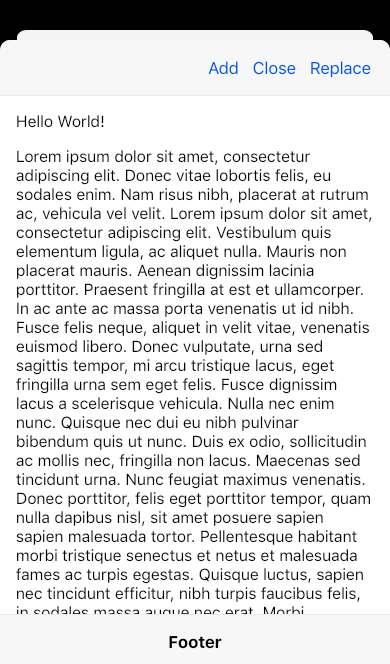 Add Close Replace
Hello World!
Lorem ipsum dolor sit amet, consectetur
adipiscing elit. Donec vitae lobortis felis, eu
sodales enim. Nam risus nibh, placerat at rutrum
ac, vehicula vel velit. Lorem ipsum dolor sit amet,
consectetur adipiscing elit. Vestibulum quis
elementum ligula, ac aliquet nulla. Mauris non
placerat mauris. Aenean dignissim lacinia
porttitor. Praesent fringilla at est et ullamcorper.
In ac ante ac massa porta venenatis ut id nibh.
Fusce felis neque, aliquet in velit vitae, venenatis
euismod libero. Donec vulputate, urna sed
sagittis tempor, mi arcu tristique lacus, eget
fringilla urna sem eget felis. Fusce dignissim
lacus a scelerisque vehicula. Nulla nec enim
nunc. Quisque nec dui eu nibh pulvinar
bibendum quis ut nunc. Duis ex odio, sollicitudin
ac mollis nec, fringilla non lacus. Maecenas sed
tincidunt urna. Nunc feugiat maximus venenatis.
Donec porttitor, felis eget porttitor tempor, quam
nulla dapibus nisl, sit amet posuere sapien
sapien malesuada tortor. Pellentesque habitant
morbi tristique senectus et netus et malesuada
fames ac turpis egestas. Quisque luctus, sapien
nec tincidunt efficitur, nibh turpis faucibus felis,
in sodales massa augue nec erat. Morbi
Footer